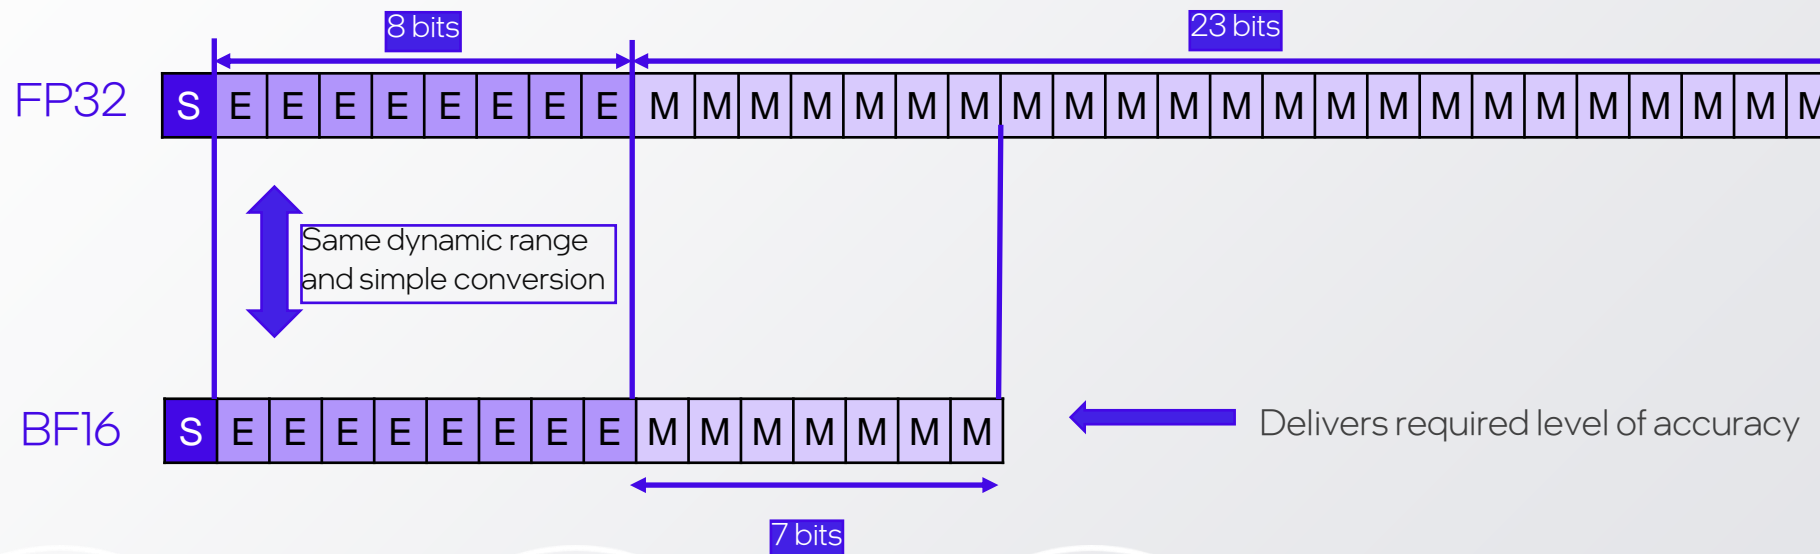 8 bits
23 bits
FP32
S E E E E E E E E M M M M M M M M M M M M M M M M M M M M M M M
Same dynamic range
and simple conversion
BF16
S E E E E E E E E M M M M M M M
Delivers required level of accuracy
7 bits